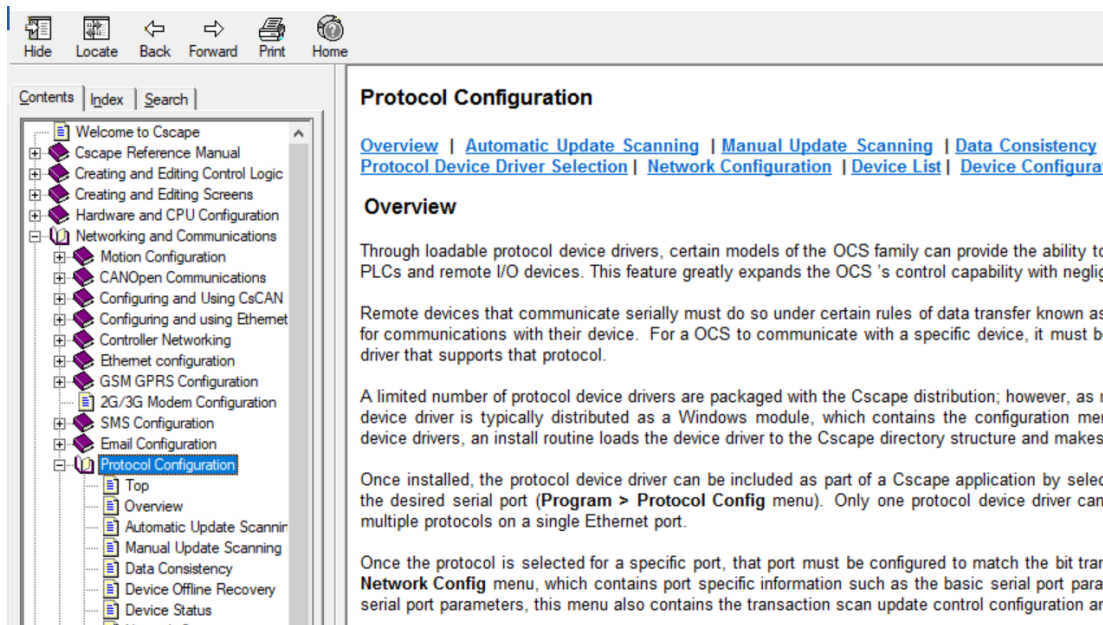 Hide Locate Back Forward Print Home
Contents Index Search
Welcome to Cscape
Cscape Reference Manual
Creating and Editing Control Logic
Creating and Editing Screens
Hardware and CPU Configuration
Networking and Communications
Motion Configuration
CANOpen Communications
Configuring and Using CsCAN
Configuring and using Ethernet
Controller Networking
Ethernet configuration
GSM GPRS Configuration
2G/3G Modem Configuration
SMS Configuration
Email Configuration
Protocol Configuration
Top
Overview
Automatic Update Scannin
Manual Update Scanning
Data Consistency
Device Offline Recovery
Device Status
Protocol Configuration
Overview | Automatic Update Scanning | Manual Update Scanning | Data Consistency
Protocol Device Driver Selection | Network Configuration | Device List | Device Configura
Overview
Through loadable protocol device drivers, certain models of the OCS family can provide the ability to
PLCs and remote I/O devices. This feature greatly expands the OCS 's control capability with neglig
Remote devices that communicate serially must do so under certain rules of data transfer known as
for communications with their device. For a OCS to communicate with a specific device, it must b
driver that supports that protocol.
A limited number of protocol device drivers are packaged with the Cscape distribution; however, as
device driver is typically distributed as a Windows module, which contains the configuration me
device drivers, an install routine loads the device driver to the Cscape directory structure and makes
Once installed, the protocol device driver can be included as part of a Cscape application by selec
the desired serial port (Program > Protocol Config menu). Only one protocol device driver can
multiple protocols on a single Ethernet port.
Once the protocol is selected for a specific port, that port must be configured to match the bit tra
Network Config menu, which contains port specific information such as the basic serial port para
serial port parameters, this menu also contains the transaction scan update control configuration a